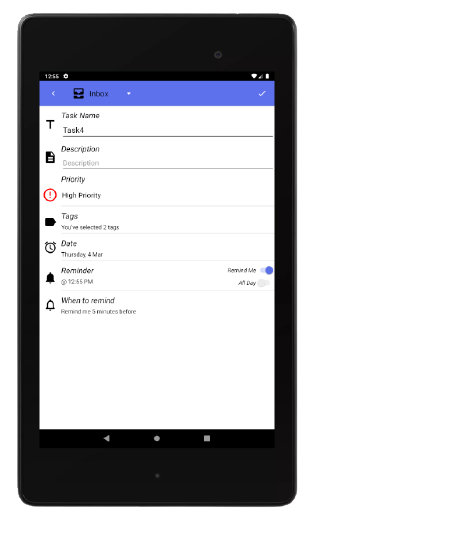 12:55
Inbox
Task Name
Task4
Description
Description
Priority
High Priority
Tags
You've selected 2 tags
Date
Thursday, 4 Mar
Reminder
Remind Me
@ 12:55 PM
All Day
When to remind
Remind me 5 minutes before